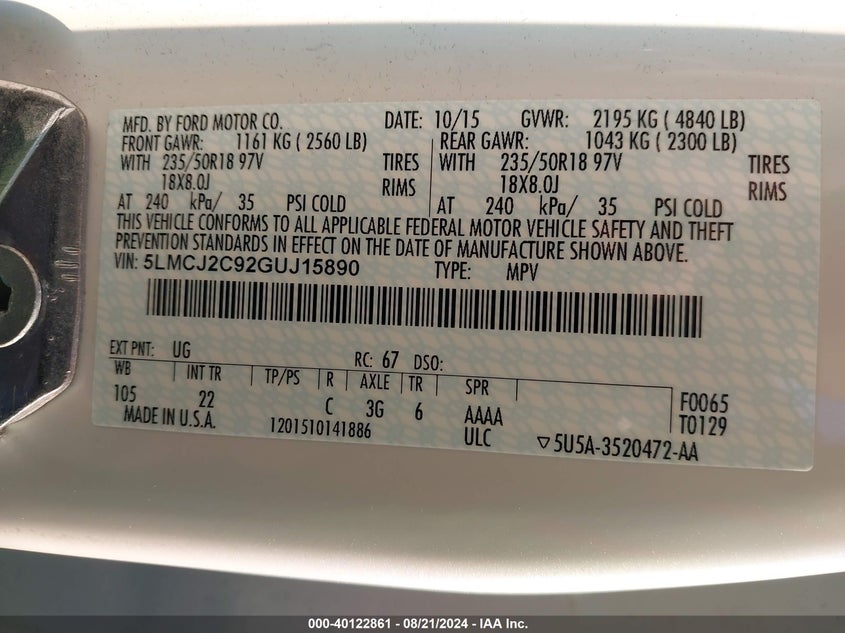 MFD. BY FORD MOTOR CO. DATE: 10/15 GVWR: 2195 KG ( 4840 LB)
FRONT GAWR: 1161 KG ( 2560 LB) REAR GAWR: 1043 KG ( 2300 LB)
WITH 235/50R18 97V TIRES WITH 235/50R18 97V TIRES
18X8.0J RIMS 18X8.0J RIMS
AT 240 kPa/ 35 PSI COLD AT 240 kPa/ 35 PSI COLD
THIS VEHICLE CONFORMS TO ALL APPLICABLE FEDERAL MOTOR VEHICLE SAFETY AND THEFT
PREVENTION STANDARDS IN EFFECT ON THE DATE OF MANUFACTURE SHOWN ABOVE.
VIN: 5LMCJ2C92GUJ15890 TYPE: MPV
EXT PNT: UG RC: 67 DSO:
WB INT TR TP/PS R AXLE TR SPR
105 22 C 3G 6 AAAA F0065
MADE IN U.S.A. 1201510141886 ULC T0129
▽5U5A-3520472-AA
000-40122861 - 08/21/2024 - IAA Inc.